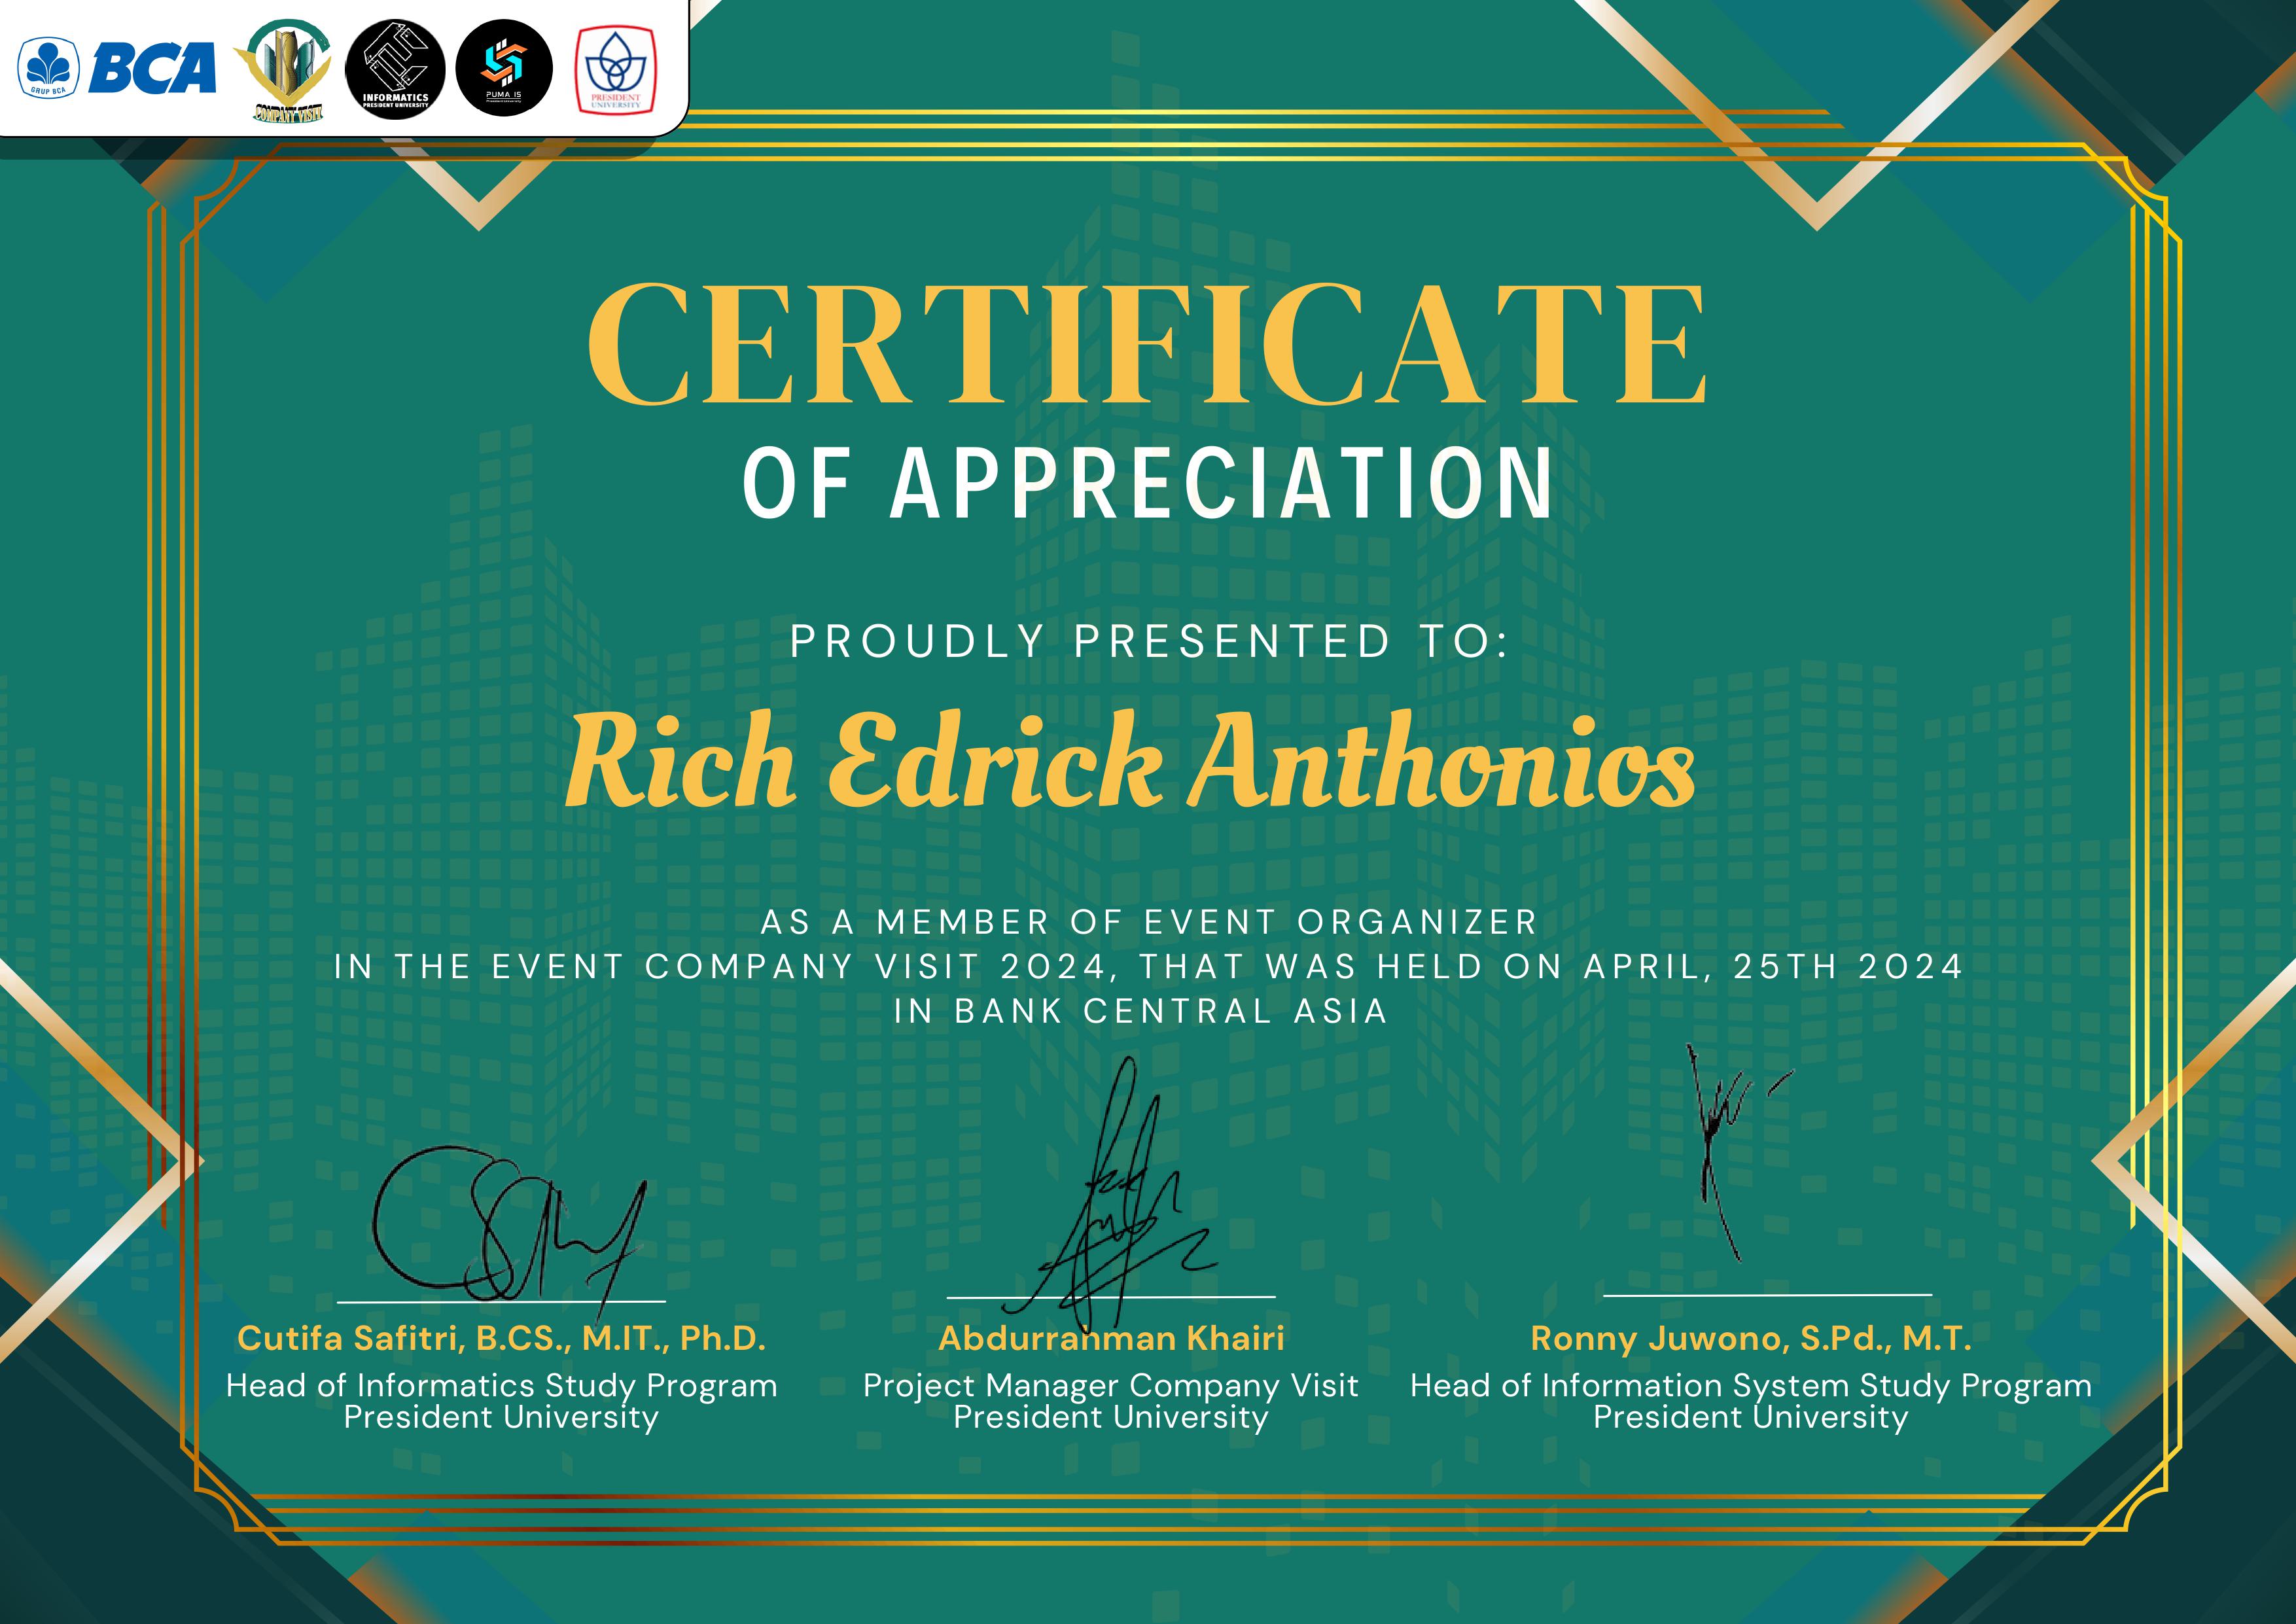 GRUP BCA
BCA
COMPANY VISIT
INFORMATICS
PRESIDENT UNIVERSITY
PUMA IS
President University
PRESIDENT
UNIVERSITY
CERTIFICATE
OF APPRECIATION
PROUDLY PRESENTED TO:
Rich Edrick Anthonios
AS A MEMBER OF EVENT ORGANIZER
IN THE EVENT COMPANY VISIT 2024, THAT WAS HELD ON APRIL, 25TH 2024
IN BANK CENTRAL ASIA
Cutifa Safitri, B.CS., M.IT., Ph.D.
Head of Informatics Study Program
President University
Abdurrahman Khairi
Project Manager Company Visit
President University
Ronny Juwono, S.Pd., M.T.
Head of Information System Study Program
President University